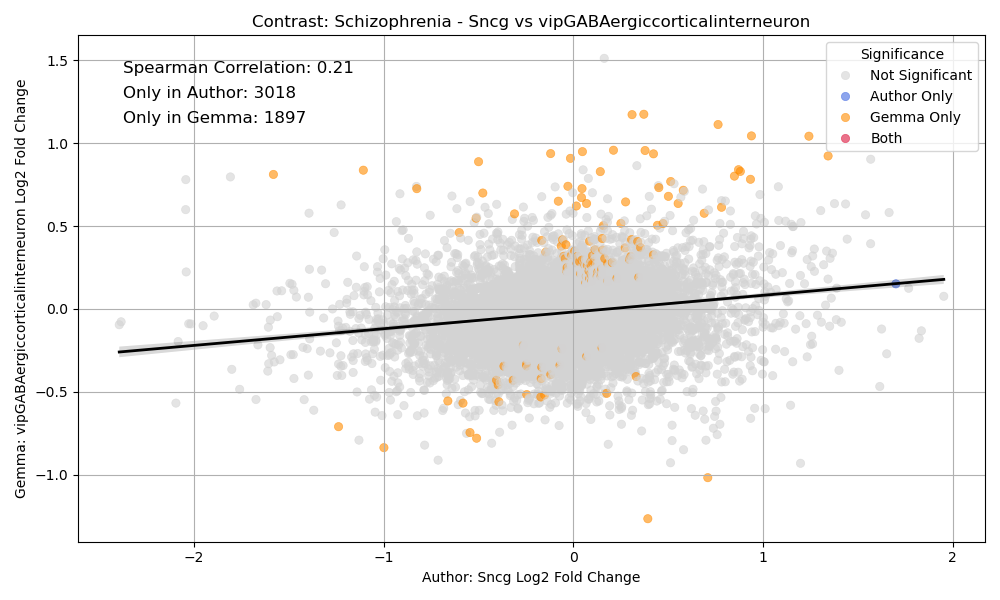 Contrast: Schizophrenia - Sncg vs vipGABAergiccorticalinterneuron
Spearman Correlation: 0.21
Only in Author: 3018
Only in Gemma: 1897
Significance
Not Significant
Author Only
Gemma Only
Both
Gemma: vipGABAergiccorticalinterneuron Log2 Fold Change
1.5
1.0
0.5
0.0
−0.5
−1.0
−2
−1
0
1
2
Author: Sncg Log2 Fold Change